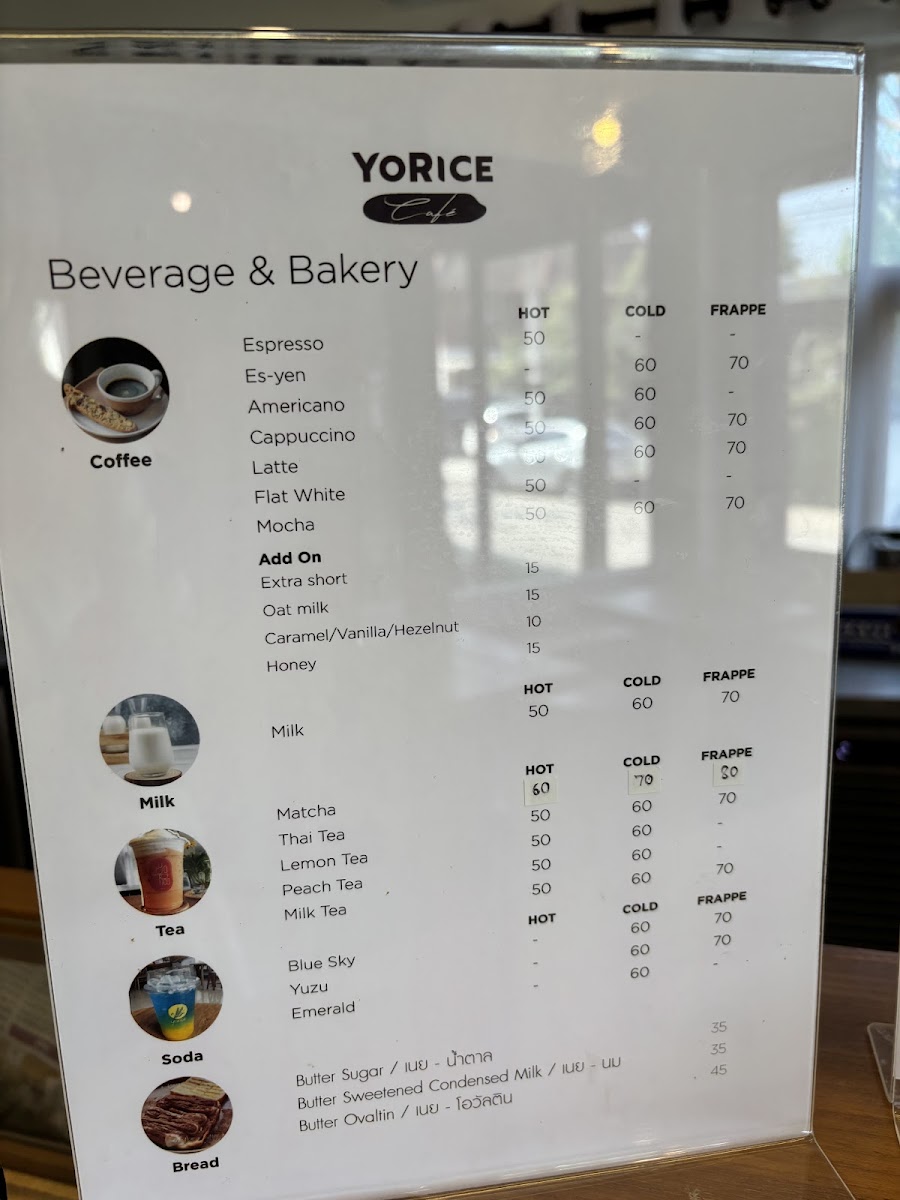 YoRICE
Café
Beverage & Bakery
HOT COLD FRAPPE
Espresso 50 - -
Es-yen - 60 70
Americano 50 60 -
Cappuccino 50 60 70
Latte 50 60 70
Flat White 50 - -
Mocha 50 60 70
Coffee
Add On
Extra short 15
Oat milk 15
Caramel/Vanilla/Hezelnut 10
Honey 15
HOT COLD FRAPPE
Milk 50 60 70
Milk
HOT COLD FRAPPE
Matcha 60 70 80
Thai Tea 50 60 70
Lemon Tea 50 60 -
Peach Tea 50 60 -
Milk Tea 50 60 70
Tea
HOT COLD FRAPPE
Blue Sky - 60 70
Yuzu - 60 70
Emerald - 60 -
Soda
Butter Sugar / เนย - น้ำตาล 35
Butter Sweetened Condensed Milk / เนย - นม 35
Butter Ovaltin / เนย - โอวัลติน 45
Bread